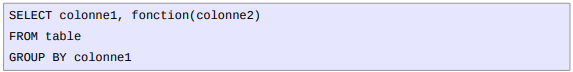 SELECT colonne1, fonction(colonne2)
FROM table
GROUP BY colonne1